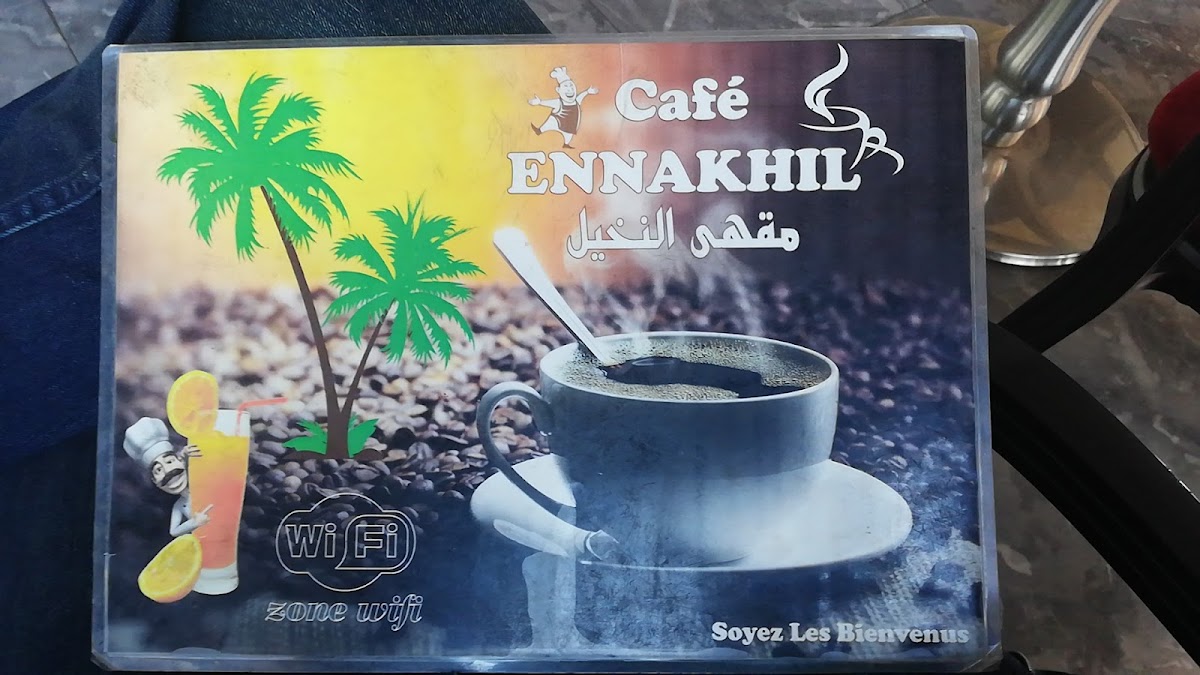 Café
ENNAKHIL
مقهى النخيل
Wi Fi
zone wifi
Soyez Les Bienvenus